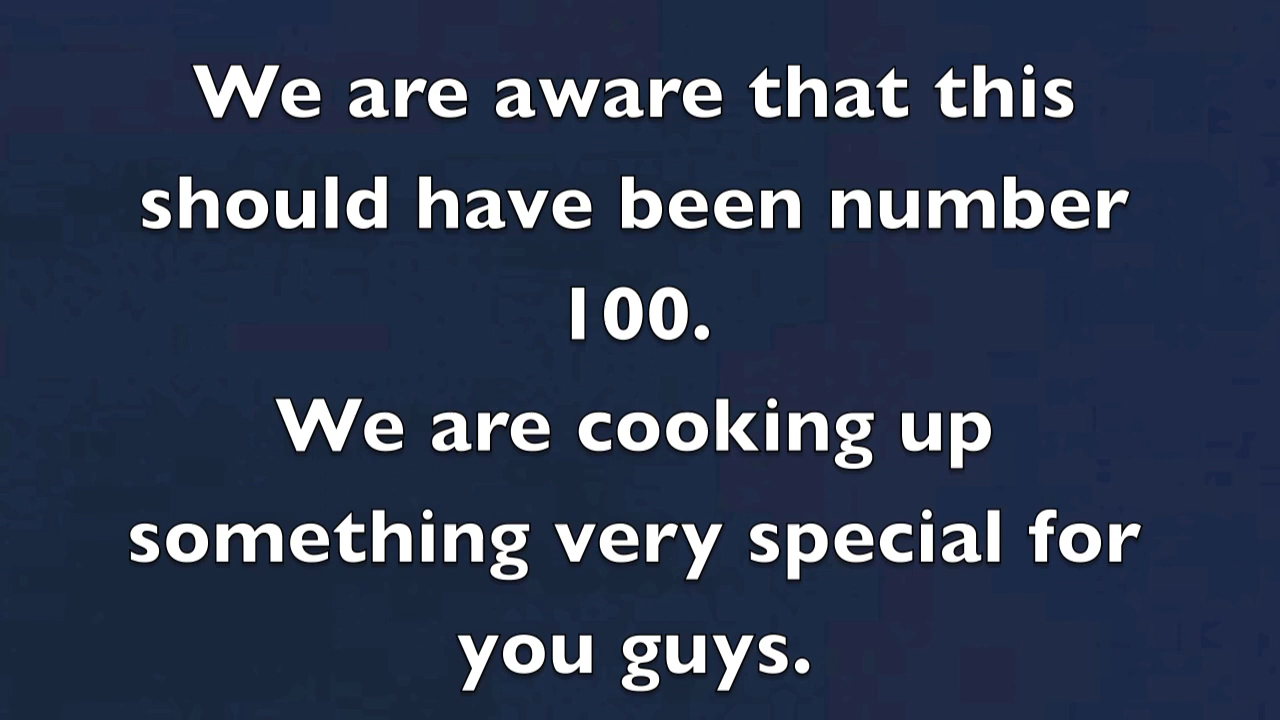 We are aware that this
should have been number
100.
We are cooking up
something very special for
you guys.